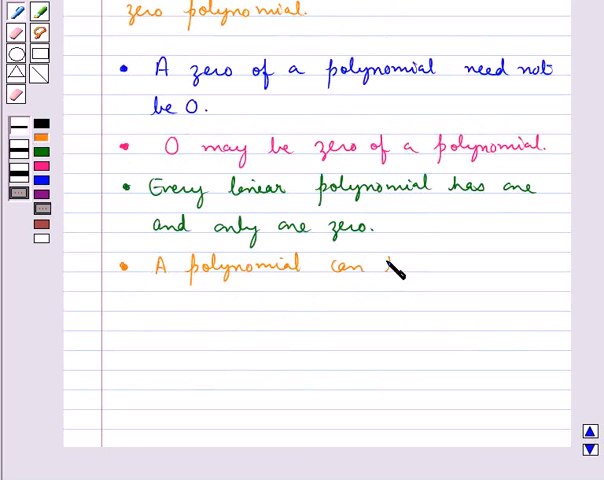 zero polynomial.
• A zero of a polynomial need not
be 0.
• 0 may be zero of a polynomial.
• Every linear polynomial has one
and only one zero.
• A polynomial can